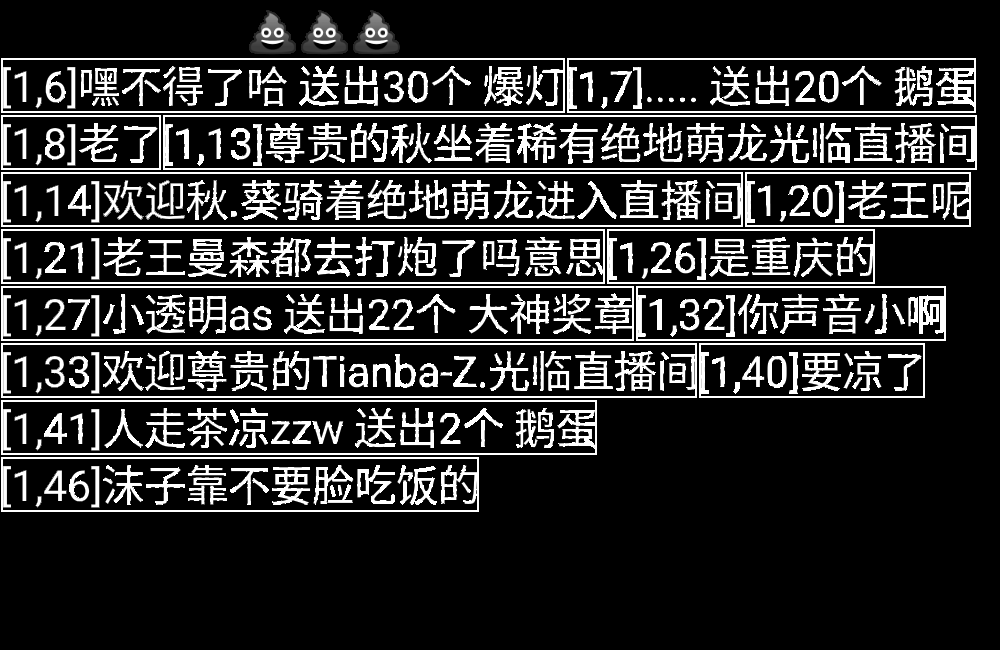 💩💩💩
[1,6]嘿不得了哈 送出30个 爆灯[1,7]..... 送出20个 鹅蛋
[1,8]老了[1,13]尊贵的秋坐着稀有绝地萌龙光临直播间
[1,14]欢迎秋.葵骑着绝地萌龙进入直播间[1,20]老王呢
[1,21]老王曼森都去打炮了吗意思[1,26]是重庆的
[1,27]小透明as 送出22个 大神奖章[1,32]你声音小啊
[1,33]欢迎尊贵的Tianba-Z.光临直播间[1,40]要凉了
[1,41]人走茶凉zzw 送出2个 鹅蛋
[1,46]沫子靠不要脸吃饭的